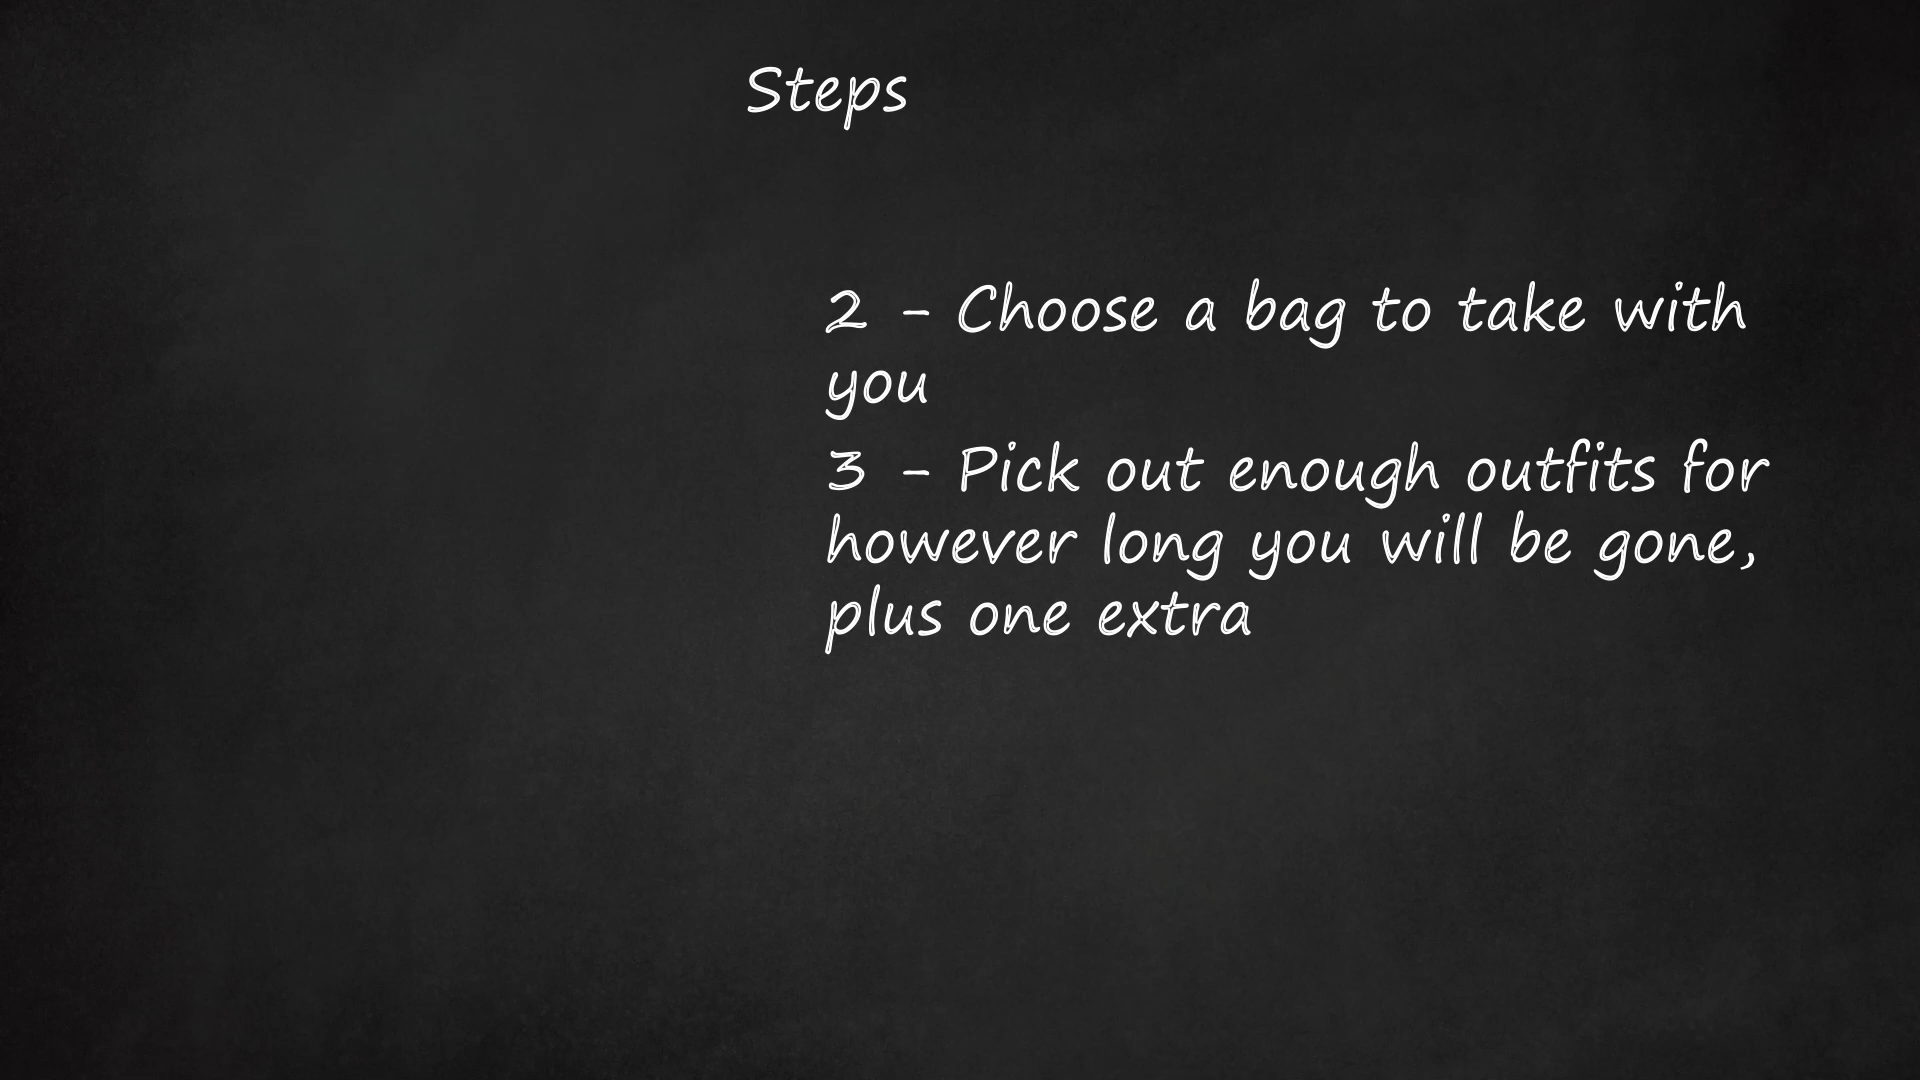 Steps
2 - Choose a bag to take with
you
3 - Pick out enough outfits for
however long you will be gone,
plus one extra